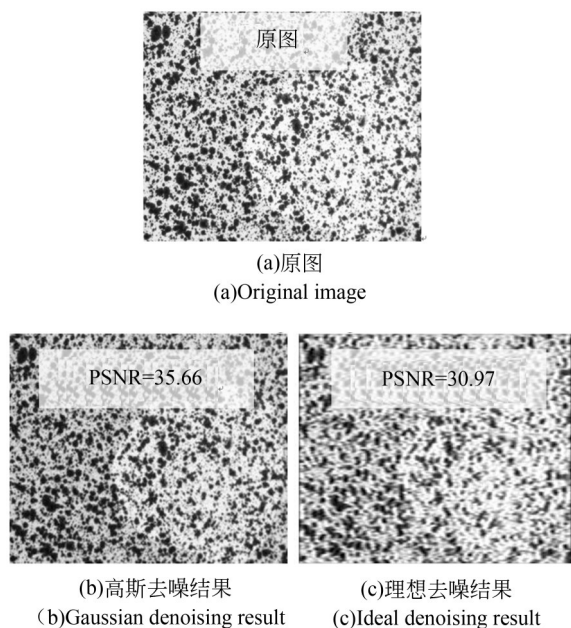 原图
(a)原图
(a)Original image
PSNR=35.66
PSNR=30.97
(b)高斯去噪结果
(c)理想去噪结果
（b)Gaussian denoising result
(c)Ideal denoising result